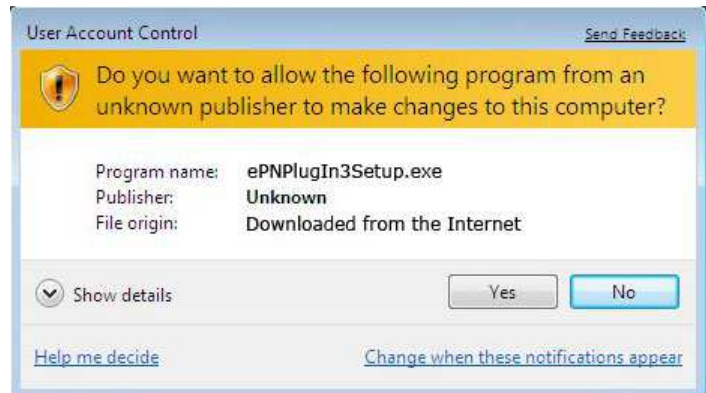 User Account Control
Send Feedback
Do you want to allow the following program from an
unknown publisher to make changes to this computer?
Program name: ePNPlugIn3Setup.exe
Publisher: Unknown
File origin: Downloaded from the Internet
Show details
Yes
No
Help me decide
Change when these notifications appear